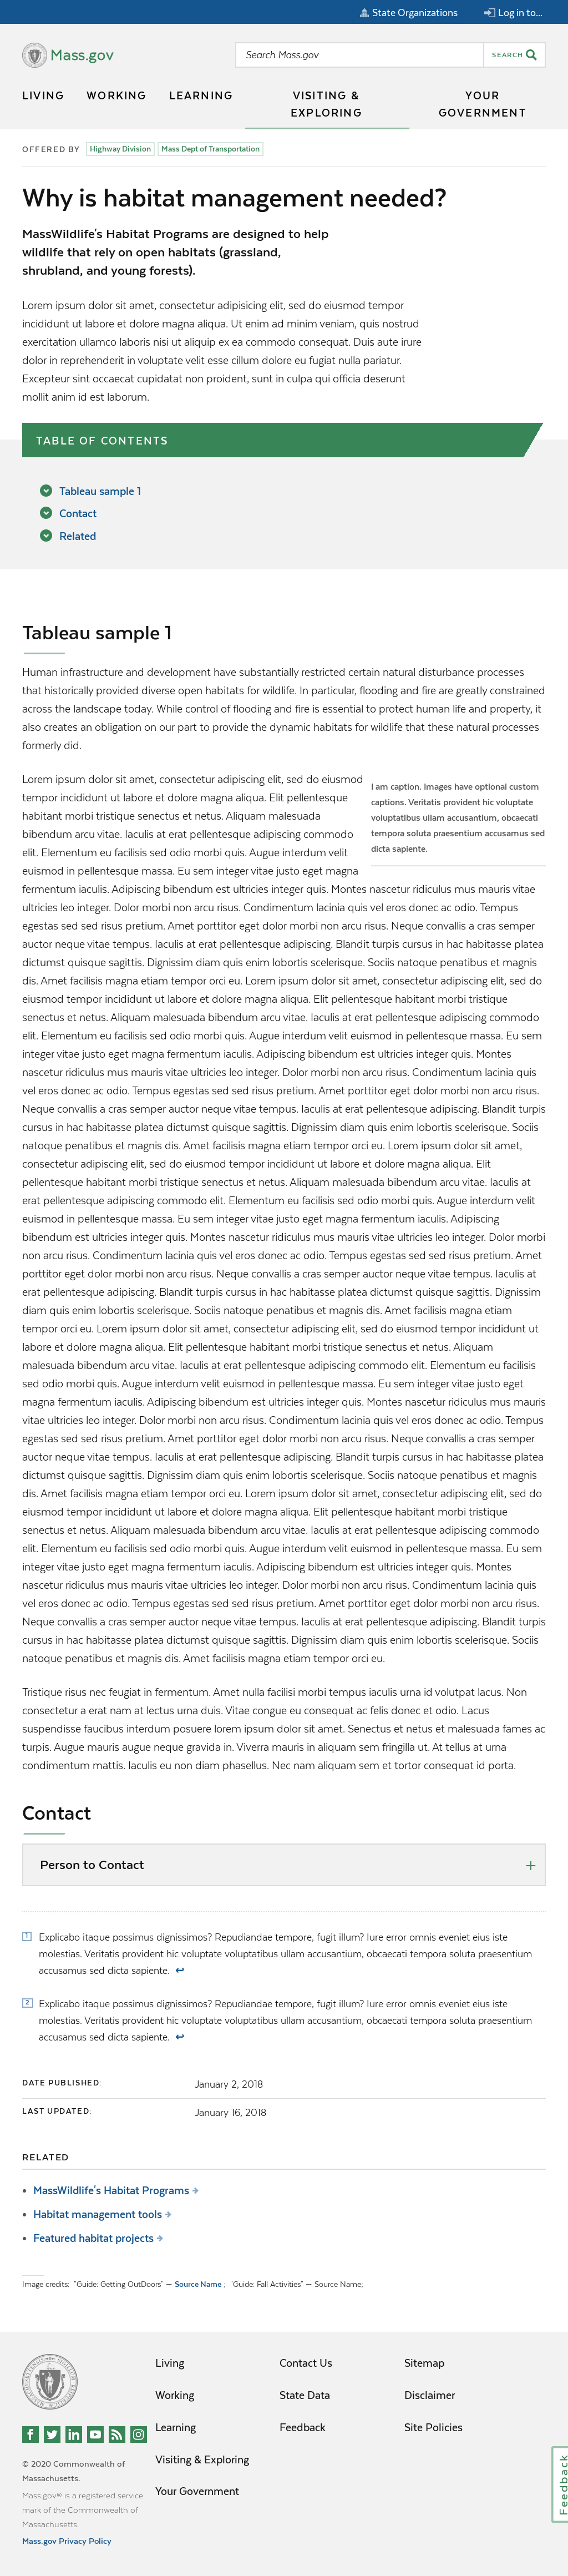 State Organizations
Log in to...
Mass.gov
Search Mass.gov
SEARCH
LIVING
WORKING
LEARNING
VISITING &
EXPLORING
YOUR
GOVERNMENT
OFFERED BY Highway Division Mass Dept of Transportation
Why is habitat management needed?
MassWildlife's Habitat Programs are designed to help
wildlife that rely on open habitats (grassland,
shrubland, and young forests).
Lorem ipsum dolor sit amet, consectetur adipisicing elit, sed do eiusmod tempor
incididunt ut labore et dolore magna aliqua. Ut enim ad minim veniam, quis nostrud
exercitation ullamco laboris nisi ut aliquip ex ea commodo consequat. Duis aute irure
dolor in reprehenderit in voluptate velit esse cillum dolore eu fugiat nulla pariatur.
Excepteur sint occaecat cupidatat non proident, sunt in culpa qui officia deserunt
mollit anim id est laborum.
TABLE OF CONTENTS
Tableau sample 1
Contact
Related
Tableau sample 1
Human infrastructure and development have substantially restricted certain natural disturbance processes
that historically provided diverse open habitats for wildlife. In particular, flooding and fire are greatly constrained
across the landscape today. While control of flooding and fire is essential to protect human life and property, it
also creates an obligation on our part to provide the dynamic habitats for wildlife that these natural processes
formerly did.
Lorem ipsum dolor sit amet, consectetur adipiscing elit, sed do eiusmod
tempor incididunt ut labore et dolore magna aliqua. Elit pellentesque
habitant morbi tristique senectus et netus. Aliquam malesuada
bibendum arcu vitae. Iaculis at erat pellentesque adipiscing commodo
elit. Elementum eu facilisis sed odio morbi quis. Augue interdum velit
euismod in pellentesque massa. Eu sem integer vitae justo eget magna
I am caption. Images have optional custom
captions. Veritatis provident hic voluptate
voluptatibus ullam accusantium, obcaecati
tempora soluta praesentium accusamus sed
dicta sapiente.
fermentum iaculis. Adipiscing bibendum est ultricies integer quis. Montes nascetur ridiculus mus mauris vitae
ultricies leo integer. Dolor morbi non arcu risus. Condimentum lacinia quis vel eros donec ac odio. Tempus
egestas sed sed risus pretium. Amet porttitor eget dolor morbi non arcu risus. Neque convallis a cras semper
auctor neque vitae tempus. Iaculis at erat pellentesque adipiscing. Blandit turpis cursus in hac habitasse platea
dictumst quisque sagittis. Dignissim diam quis enim lobortis scelerisque. Sociis natoque penatibus et magnis
dis. Amet facilisis magna etiam tempor orci eu. Lorem ipsum dolor sit amet, consectetur adipiscing elit, sed do
eiusmod tempor incididunt ut labore et dolore magna aliqua. Elit pellentesque habitant morbi tristique
senectus et netus. Aliquam malesuada bibendum arcu vitae. Iaculis at erat pellentesque adipiscing commodo
elit. Elementum eu facilisis sed odio morbi quis. Augue interdum velit euismod in pellentesque massa. Eu sem
integer vitae justo eget magna fermentum iaculis. Adipiscing bibendum est ultricies integer quis. Montes
nascetur ridiculus mus mauris vitae ultricies leo integer. Dolor morbi non arcu risus. Condimentum lacinia quis
vel eros donec ac odio. Tempus egestas sed sed risus pretium. Amet porttitor eget dolor morbi non arcu risus.
Neque convallis a cras semper auctor neque vitae tempus. Iaculis at erat pellentesque adipiscing. Blandit turpis
cursus in hac habitasse platea dictumst quisque sagittis. Dignissim diam quis enim lobortis scelerisque. Sociis
natoque penatibus et magnis dis. Amet facilisis magna etiam tempor orci eu. Lorem ipsum dolor sit amet,
consectetur adipiscing elit, sed do eiusmod tempor incididunt ut labore et dolore magna aliqua. Elit
pellentesque habitant morbi tristique senectus et netus. Aliquam malesuada bibendum arcu vitae. Iaculis at
erat pellentesque adipiscing commodo elit. Elementum eu facilisis sed odio morbi quis. Augue interdum velit
euismod in pellentesque massa. Eu sem integer vitae justo eget magna fermentum iaculis. Adipiscing
bibendum est ultricies integer quis. Montes nascetur ridiculus mus mauris vitae ultricies leo integer. Dolor morbi
non arcu risus. Condimentum lacinia quis vel eros donec ac odio. Tempus egestas sed sed risus pretium. Amet
porttitor eget dolor morbi non arcu risus. Neque convallis a cras semper auctor neque vitae tempus. Iaculis at
erat pellentesque adipiscing. Blandit turpis cursus in hac habitasse platea dictumst quisque sagittis. Dignissim
diam quis enim lobortis scelerisque. Sociis natoque penatibus et magnis dis. Amet facilisis magna etiam
tempor orci eu. Lorem ipsum dolor sit amet, consectetur adipiscing elit, sed do eiusmod tempor incididunt ut
labore et dolore magna aliqua. Elit pellentesque habitant morbi tristique senectus et netus. Aliquam
malesuada bibendum arcu vitae. Iaculis at erat pellentesque adipiscing commodo elit. Elementum eu facilisis
sed odio morbi quis. Augue interdum velit euismod in pellentesque massa. Eu sem integer vitae justo eget
magna fermentum iaculis. Adipiscing bibendum est ultricies integer quis. Montes nascetur ridiculus mus mauris
vitae ultricies leo integer. Dolor morbi non arcu risus. Condimentum lacinia quis vel eros donec ac odio. Tempus
egestas sed sed risus pretium. Amet porttitor eget dolor morbi non arcu risus. Neque convallis a cras semper
auctor neque vitae tempus. Iaculis at erat pellentesque adipiscing. Blandit turpis cursus in hac habitasse platea
dictumst quisque sagittis. Dignissim diam quis enim lobortis scelerisque. Sociis natoque penatibus et magnis
dis. Amet facilisis magna etiam tempor orci eu. Lorem ipsum dolor sit amet, consectetur adipiscing elit, sed do
eiusmod tempor incididunt ut labore et dolore magna aliqua. Elit pellentesque habitant morbi tristique
senectus et netus. Aliquam malesuada bibendum arcu vitae. Iaculis at erat pellentesque adipiscing commodo
elit. Elementum eu facilisis sed odio morbi quis. Augue interdum velit euismod in pellentesque massa. Eu sem
integer vitae justo eget magna fermentum iaculis. Adipiscing bibendum est ultricies integer quis. Montes
nascetur ridiculus mus mauris vitae ultricies leo integer. Dolor morbi non arcu risus. Condimentum lacinia quis
vel eros donec ac odio. Tempus egestas sed sed risus pretium. Amet porttitor eget dolor morbi non arcu risus.
Neque convallis a cras semper auctor neque vitae tempus. Iaculis at erat pellentesque adipiscing. Blandit turpis
cursus in hac habitasse platea dictumst quisque sagittis. Dignissim diam quis enim lobortis scelerisque. Sociis
natoque penatibus et magnis dis. Amet facilisis magna etiam tempor orci eu.
Tristique risus nec feugiat in fermentum. Amet nulla facilisi morbi tempus iaculis urna id volutpat lacus. Non
consectetur a erat nam at lectus urna duis. Vitae congue eu consequat ac felis donec et odio. Lacus
suspendisse faucibus interdum posuere lorem ipsum dolor sit amet. Senectus et netus et malesuada fames ac
turpis. Augue mauris augue neque gravida in. Viverra mauris in aliquam sem fringilla ut. At tellus at urna
condimentum mattis. Iaculis eu non diam phasellus. Nec nam aliquam sem et tortor consequat id porta.
Contact
Person to Contact
1 Explicabo itaque possimus dignissimos? Repudiandae tempore, fugit illum? Iure error omnis eveniet eius iste
molestias. Veritatis provident hic voluptate voluptatibus ullam accusantium, obcaecati tempora soluta praesentium
accusamus sed dicta sapiente. ↩
2 Explicabo itaque possimus dignissimos? Repudiandae tempore, fugit illum? Iure error omnis eveniet eius iste
molestias. Veritatis provident hic voluptate voluptatibus ullam accusantium, obcaecati tempora soluta praesentium
accusamus sed dicta sapiente. ↩
DATE PUBLISHED: January 2, 2018
LAST UPDATED: January 16, 2018
RELATED
MassWildlife's Habitat Programs
Habitat management tools
Featured habitat projects
Image credits: "Guide: Getting OutDoors" — Source Name ; "Guide: Fall Activities" — Source Name;
Living
Working
Learning
Visiting & Exploring
Your Government
Contact Us
State Data
Feedback
Sitemap
Disclaimer
Site Policies
© 2020 Commonwealth of
Massachusetts.
Mass.gov® is a registered service
mark of the Commonwealth of
Massachusetts.
Mass.gov Privacy Policy
Feedback